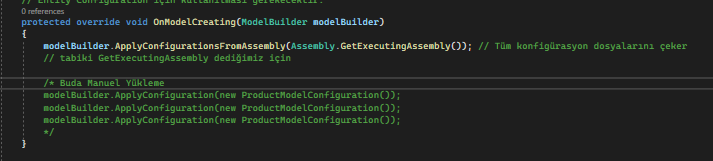 // Entity Configuration için kullanılması gerekecektir.
0 references
protected override void OnModelCreating(ModelBuilder modelBuilder)
{
modelBuilder.ApplyConfigurationsFromAssembly(Assembly.GetExecutingAssembly()); // Tüm konfigürasyon dosyalarını çeker
// tabiki GetExecutingAssembly dediğimiz için
/* Buda Manuel Yükleme
modelBuilder.ApplyConfiguration(new ProductModelConfiguration());
modelBuilder.ApplyConfiguration(new ProductModelConfiguration());
modelBuilder.ApplyConfiguration(new ProductModelConfiguration());
*/
}